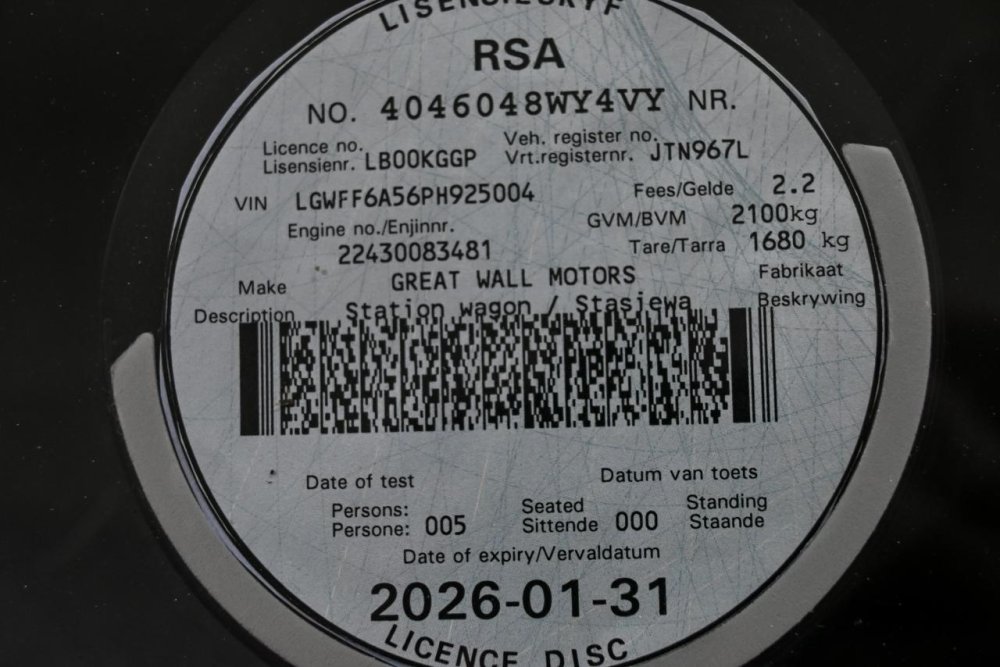 LISENSIESKYF
RSA
NO. 4046048WY4VY NR.
Licence no. Veh. register no.
Lisensienr. LB00KGGP Vrt.registernr. JTN967L
VIN LGWFF6A56PH925004 Fees/Gelde 2.2
Engine no./Enjinnr. GVM/BVM 2100kg
22430083481 Tare/Tarra 1680 kg
Make GREAT WALL MOTORS Fabrikaat
Description Station wagon / Stasiewa Beskrywing
Date of test Datum van toets
Persons: Seated Standing
Persone: 005 Sittende 000 Staande
Date of expiry/Vervaldatum
2026-01-31
LICENCE DISC